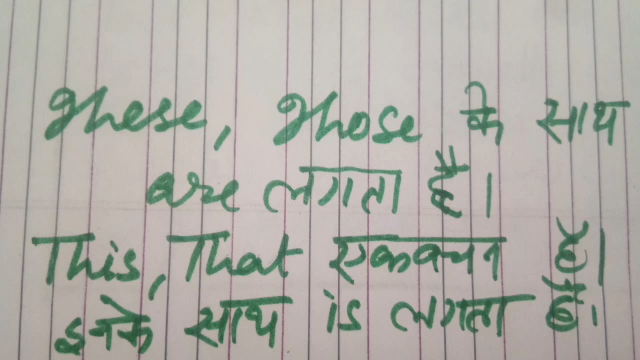 These, Those के साथ
are लगता है।
This, That एकवचन है।
इनके साथ is लगता है।